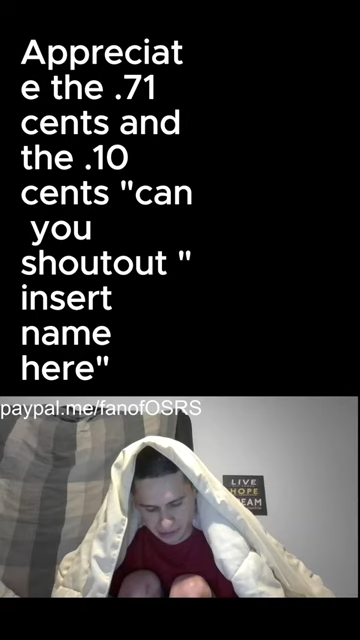 Appreciat
e the .71
cents and
the .10
cents "can
you
shoutout "
insert
name
here"
paypal.me/fanofOSRS
LIVE
HOPE
DREAM